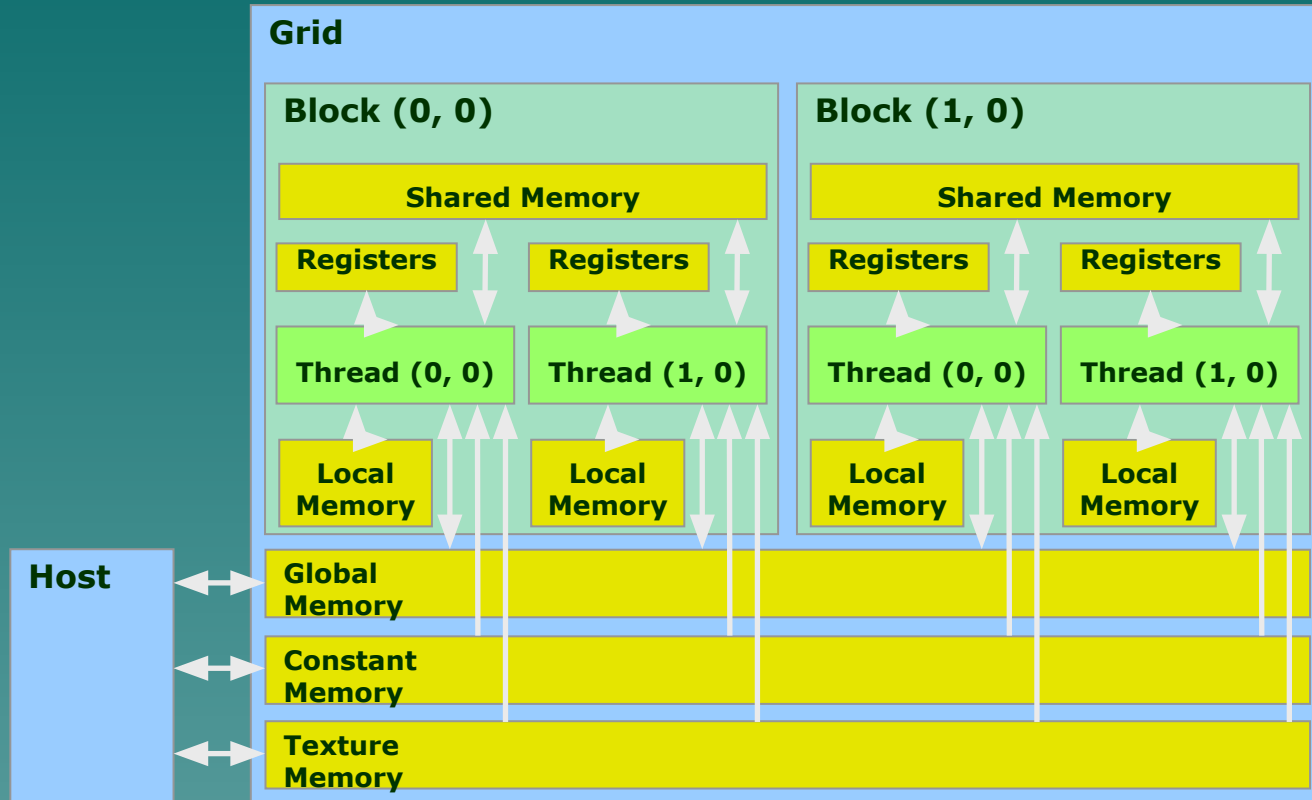 Grid
Block (0, 0)
Block (1, 0)
Shared Memory
Shared Memory
Registers
Registers
Registers
Registers
Thread (0, 0)
Thread (1, 0)
Thread (0, 0)
Thread (1, 0)
Local
Memory
Local
Memory
Local
Memory
Local
Memory
Host
Global
Memory
Constant
Memory
Texture
Memory